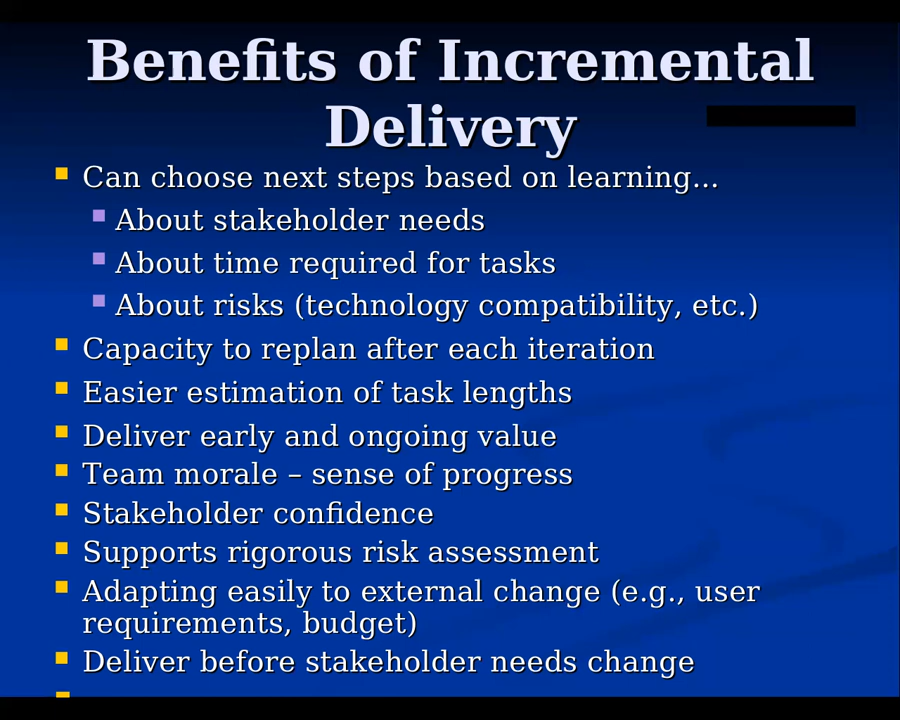 Benefits of Incremental
Delivery
Can choose next steps based on learning…
About stakeholder needs
About time required for tasks
About risks (technology compatibility, etc.)
Capacity to replan after each iteration
Easier estimation of task lengths
Deliver early and ongoing value
Team morale – sense of progress
Stakeholder confidence
Supports rigorous risk assessment
Adapting easily to external change (e.g., user
requirements, budget)
Deliver before stakeholder needs change